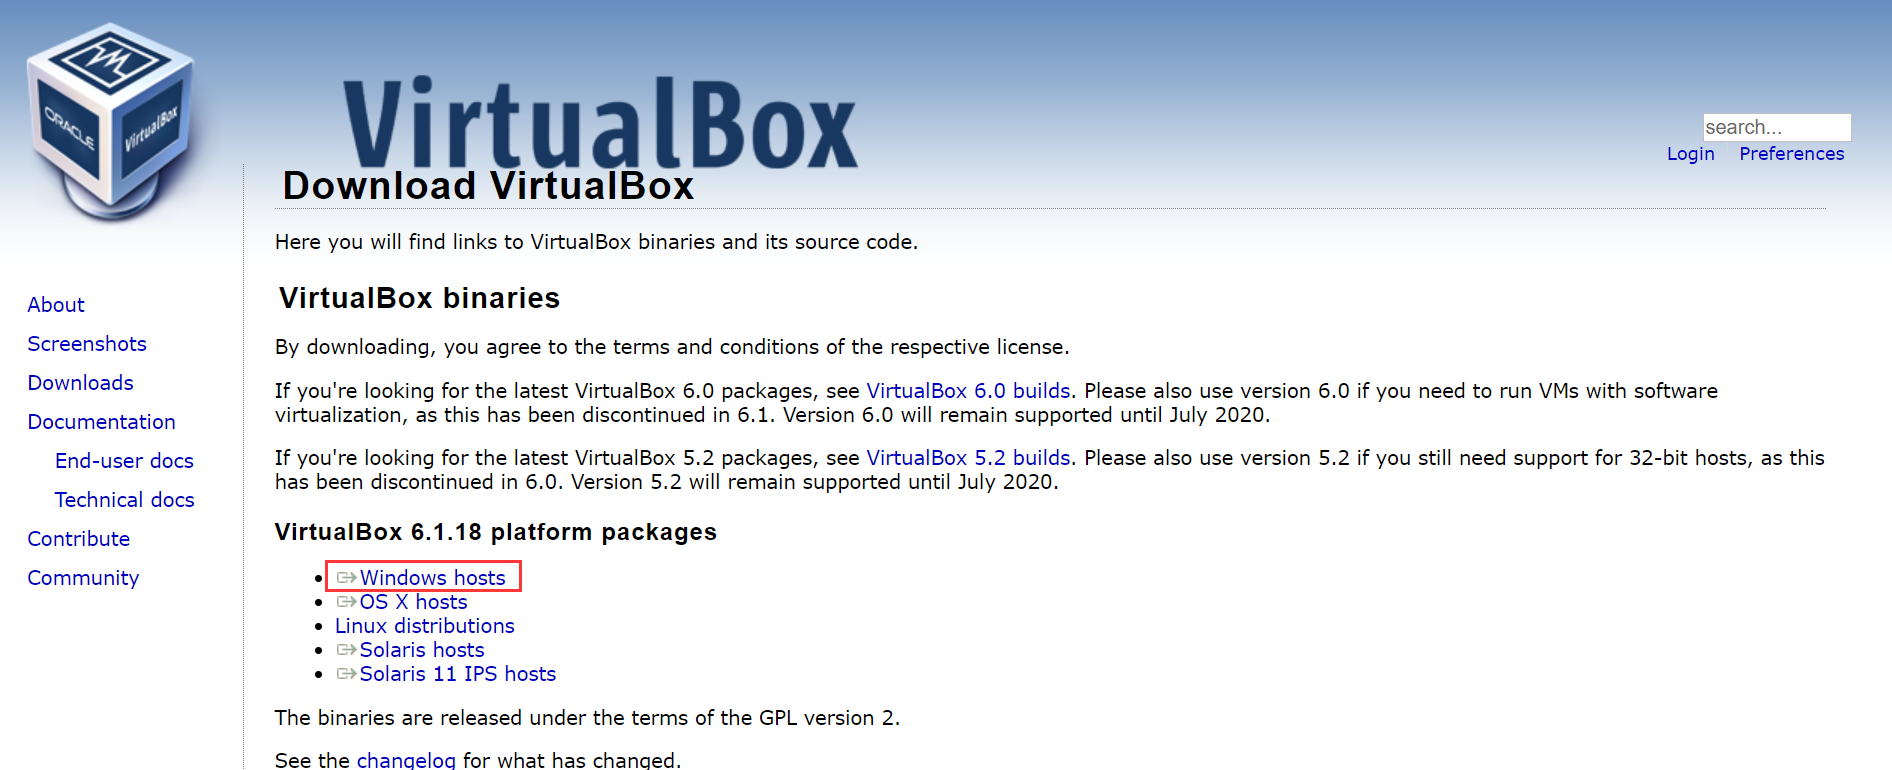 ORACLE
VirtualBox
VirtualBox
search...
Login Preferences
Download VirtualBox
Here you will find links to VirtualBox binaries and its source code.
About
Screenshots
Downloads
Documentation
End-user docs
Technical docs
Contribute
Community
VirtualBox binaries
By downloading, you agree to the terms and conditions of the respective license.
If you're looking for the latest VirtualBox 6.0 packages, see VirtualBox 6.0 builds. Please also use version 6.0 if you need to run VMs with software
virtualization, as this has been discontinued in 6.1. Version 6.0 will remain supported until July 2020.
If you're looking for the latest VirtualBox 5.2 packages, see VirtualBox 5.2 builds. Please also use version 5.2 if you still need support for 32-bit hosts, as this
has been discontinued in 6.0. Version 5.2 will remain supported until July 2020.
VirtualBox 6.1.18 platform packages
Windows hosts
OS X hosts
Linux distributions
Solaris hosts
Solaris 11 IPS hosts
The binaries are released under the terms of the GPL version 2.
See the changelog for what has changed.